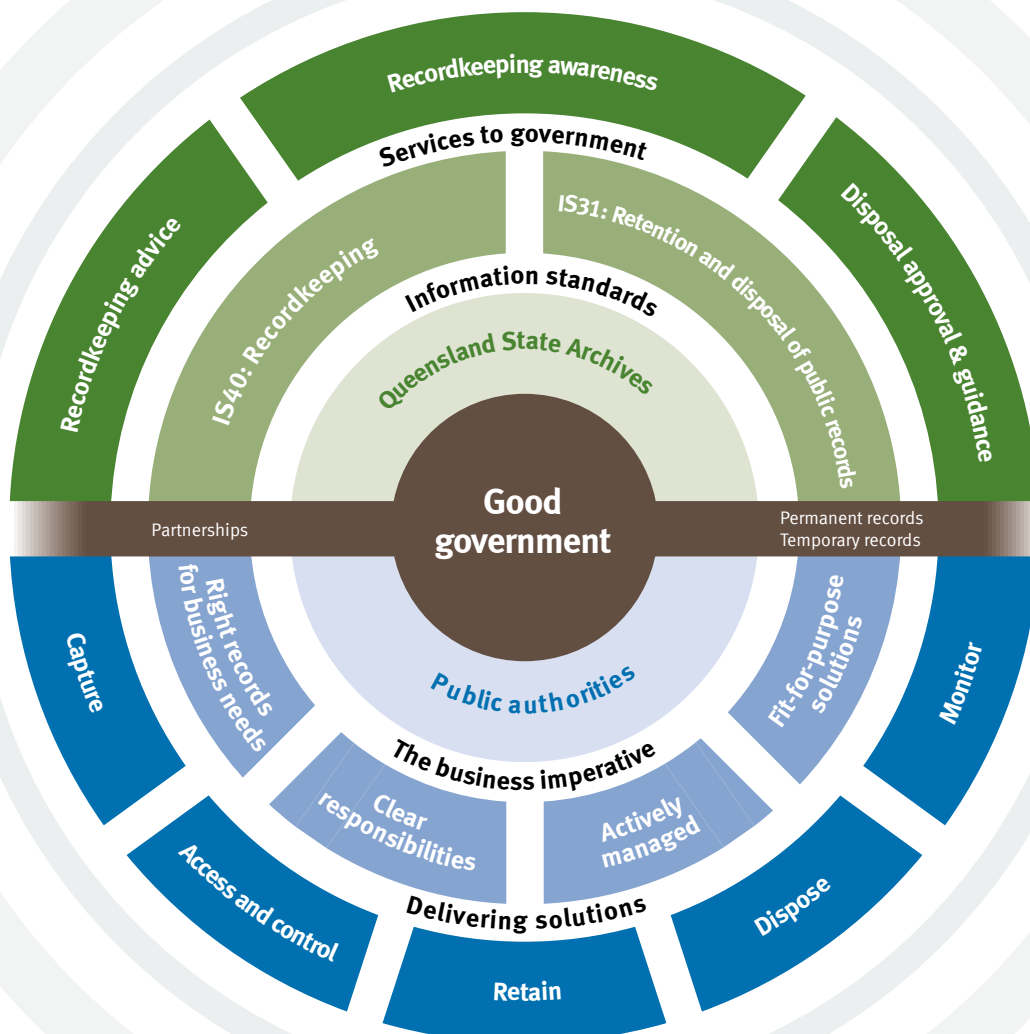 Recordkeeping awareness
Services to government
Recordkeeping advice
IS40: Recordkeeping
IS31: Retention and disposal of public records
Disposal approval & guidance
Information standards
Queensland State Archives
Good
government
Partnerships
Permanent records
Temporary records
Public authorities
The business imperative
Right records
for business needs
Clear
responsibilities
Actively
managed
Fit-for-purpose
solutions
Delivering solutions
Capture
Access and control
Retain
Dispose
Monitor